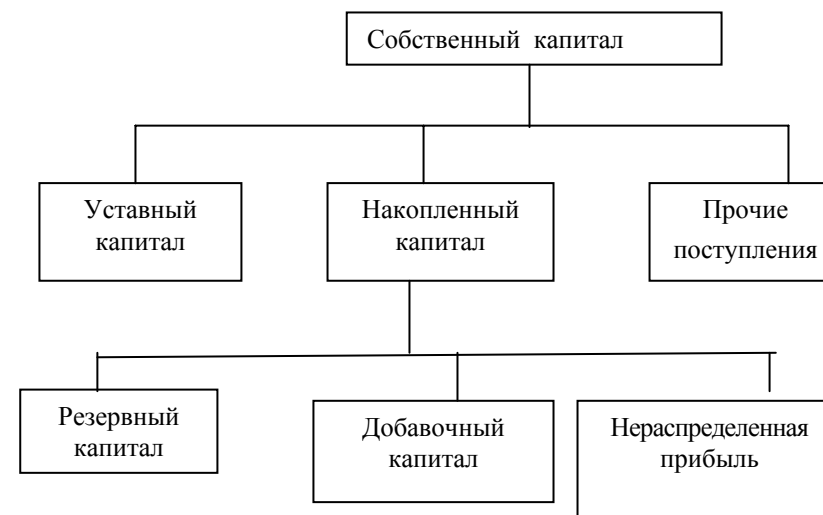 Собственный капитал
Уставный
капитал
Накопленный
капитал
Прочие
поступления
Резервный
капитал
Добавочный
капитал
Нераспределенная
прибыль